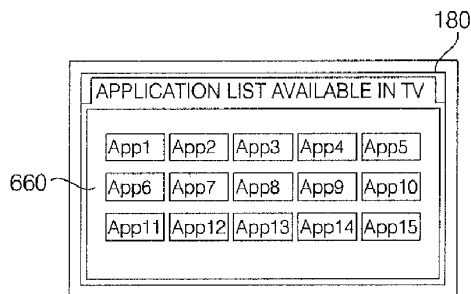 180
APPLICATION LIST AVAILABLE IN TV
App1 App2 App3 App4 App5
660
App6 App7 App8 App9 App10
App11 App12 App13 App14 App15